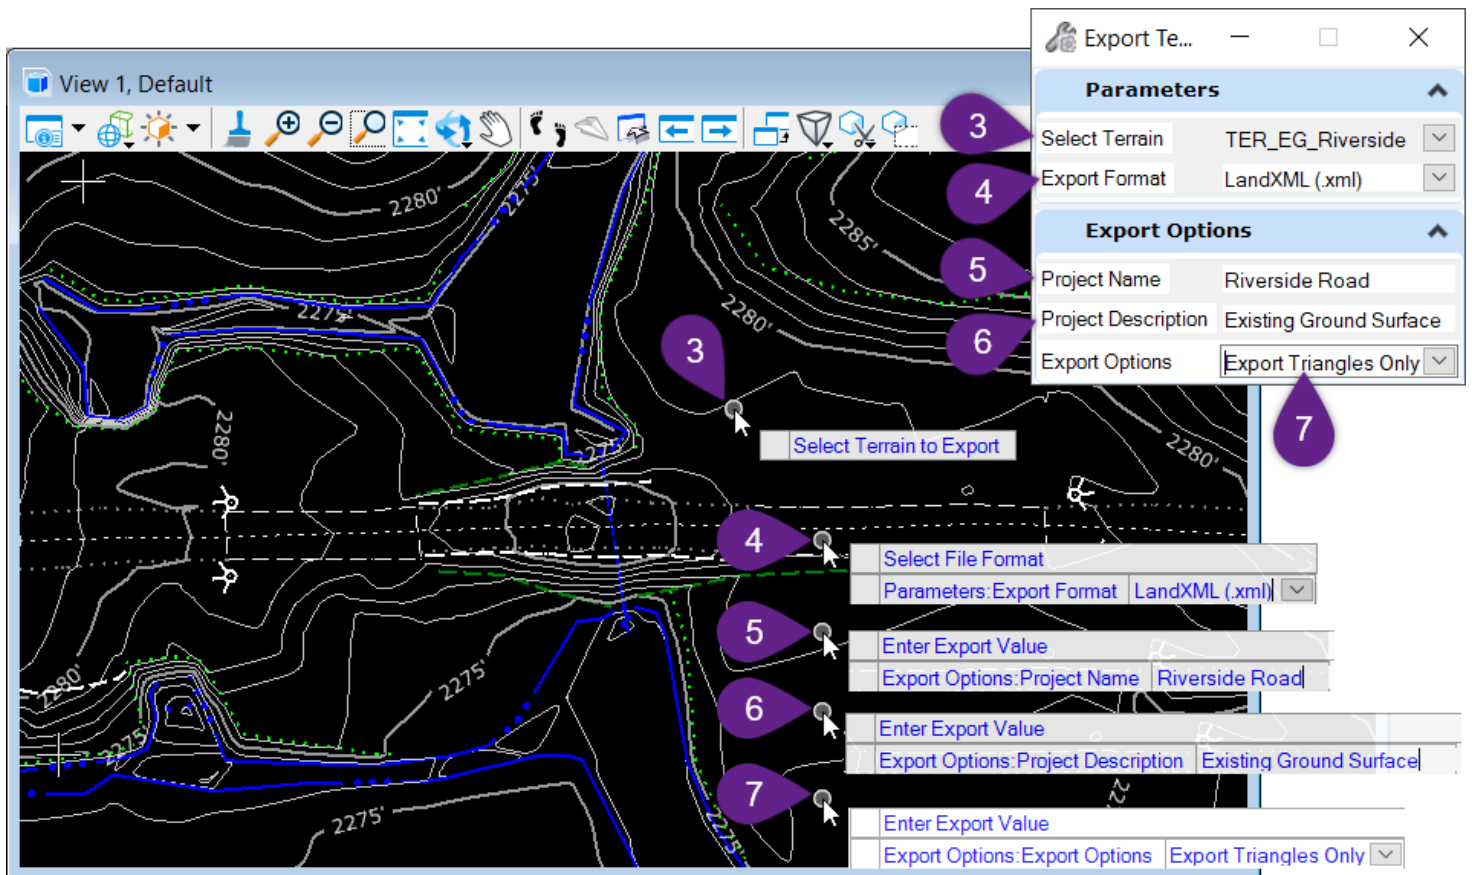 Export Te...
View 1, Default
Parameters
3
Select Terrain TER_EG_Riverside
4
Export Format LandXML (.xml)
Export Options
5
Project Name Riverside Road
6
Project Description Existing Ground Surface
Export Options Export Triangles Only
7
2280'
2275'
2285'
2275'
2280'
3
Select Terrain to Export
2280'
2275'
2280'
4
Select File Format
Parameters:Export Format LandXML (.xml)
5
Enter Export Value
Export Options:Project Name Riverside Road
2280'
2275'
6
Enter Export Value
Export Options:Project Description Existing Ground Surface
2275'
7
2275'
2275'
Enter Export Value
Export Options:Export Options Export Triangles Only